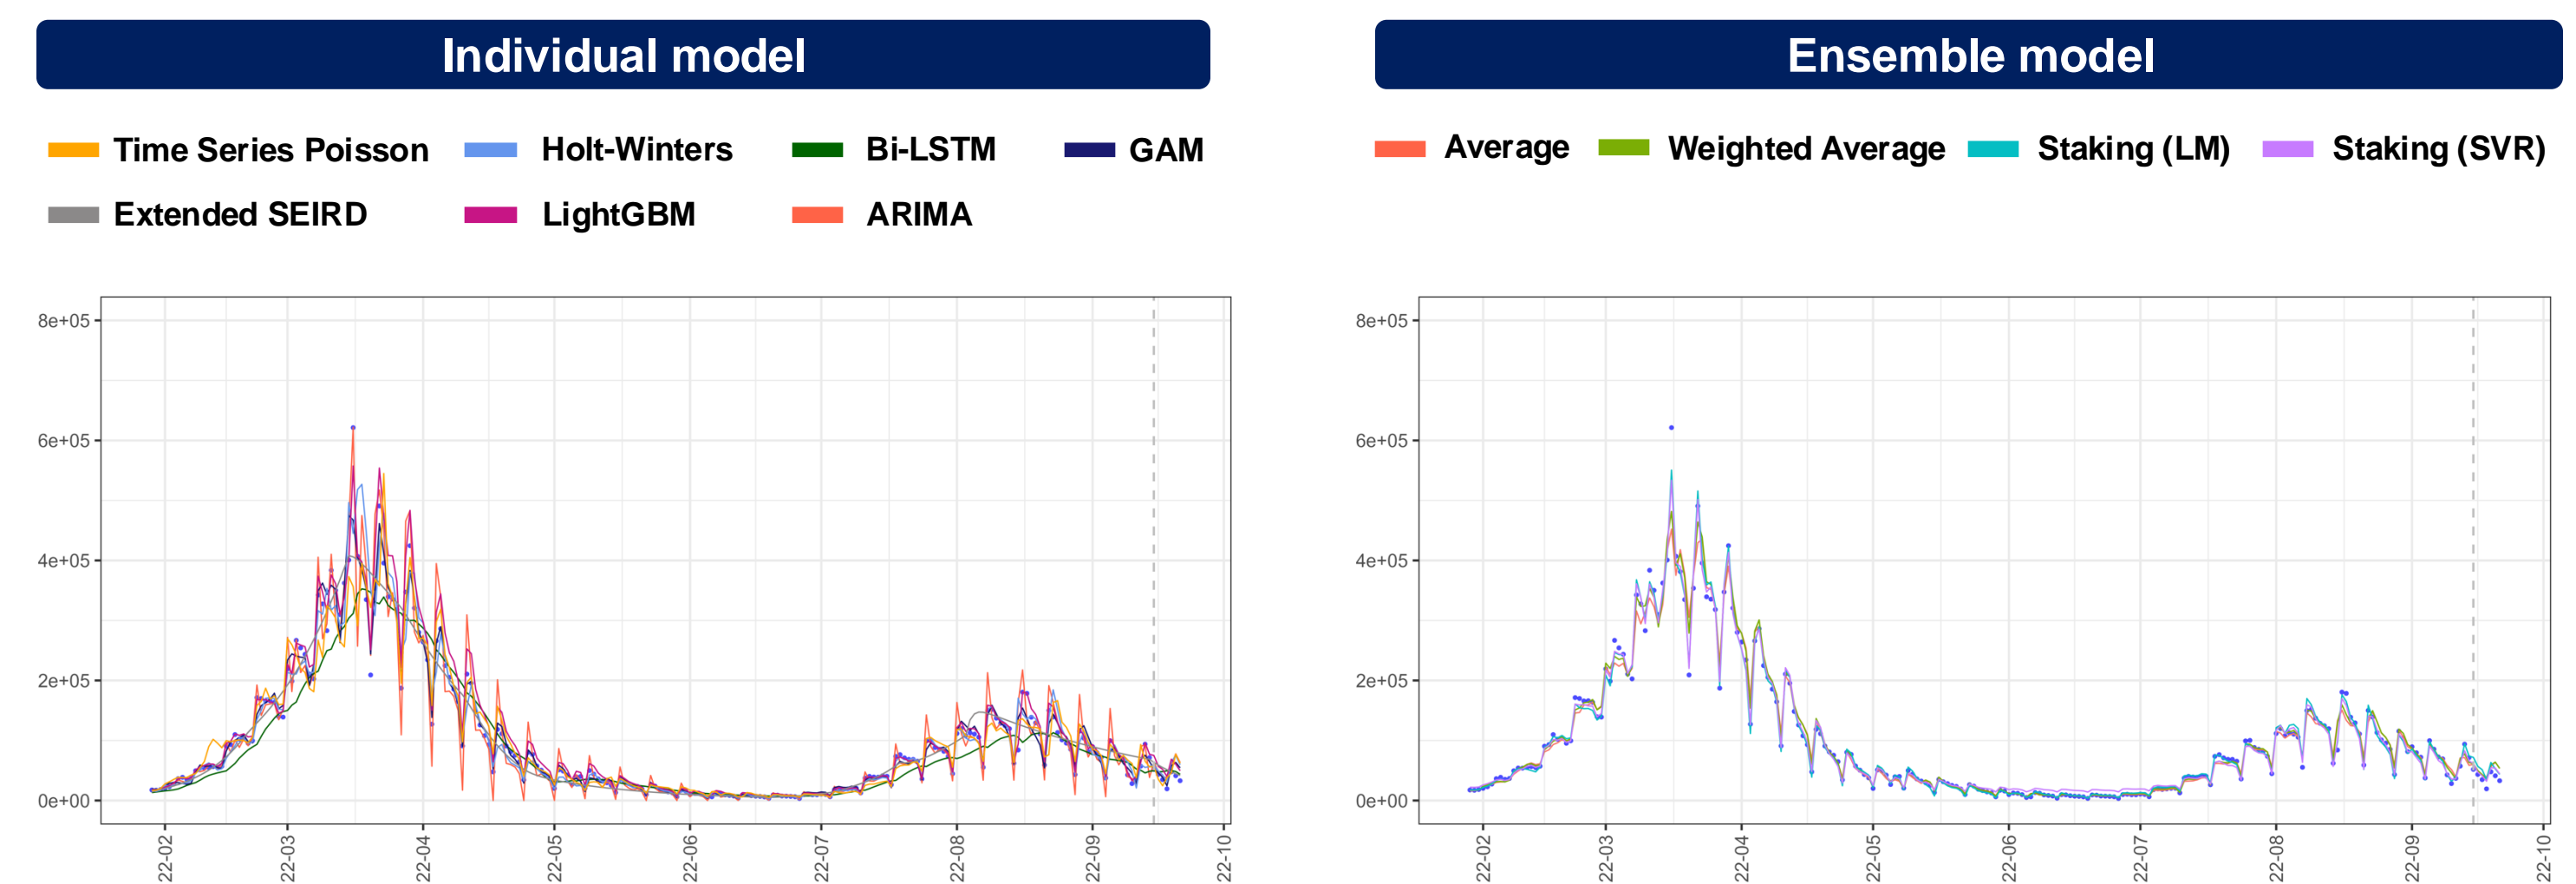 Individual model
Time Series Poisson Holt-Winters Bi-LSTM GAM
Extended SEIRD LightGBM ARIMA
8e+05
6e+05
4e+05
2e+05
0e+00
22-02 22-03 22-04 22-05 22-06 22-07 22-08 22-09 22-10
Ensemble model
Average Weighted Average Staking (LM) Staking (SVR)
8e+05
6e+05
4e+05
2e+05
0e+00
22-02 22-03 22-04 22-05 22-06 22-07 22-08 22-09 22-10